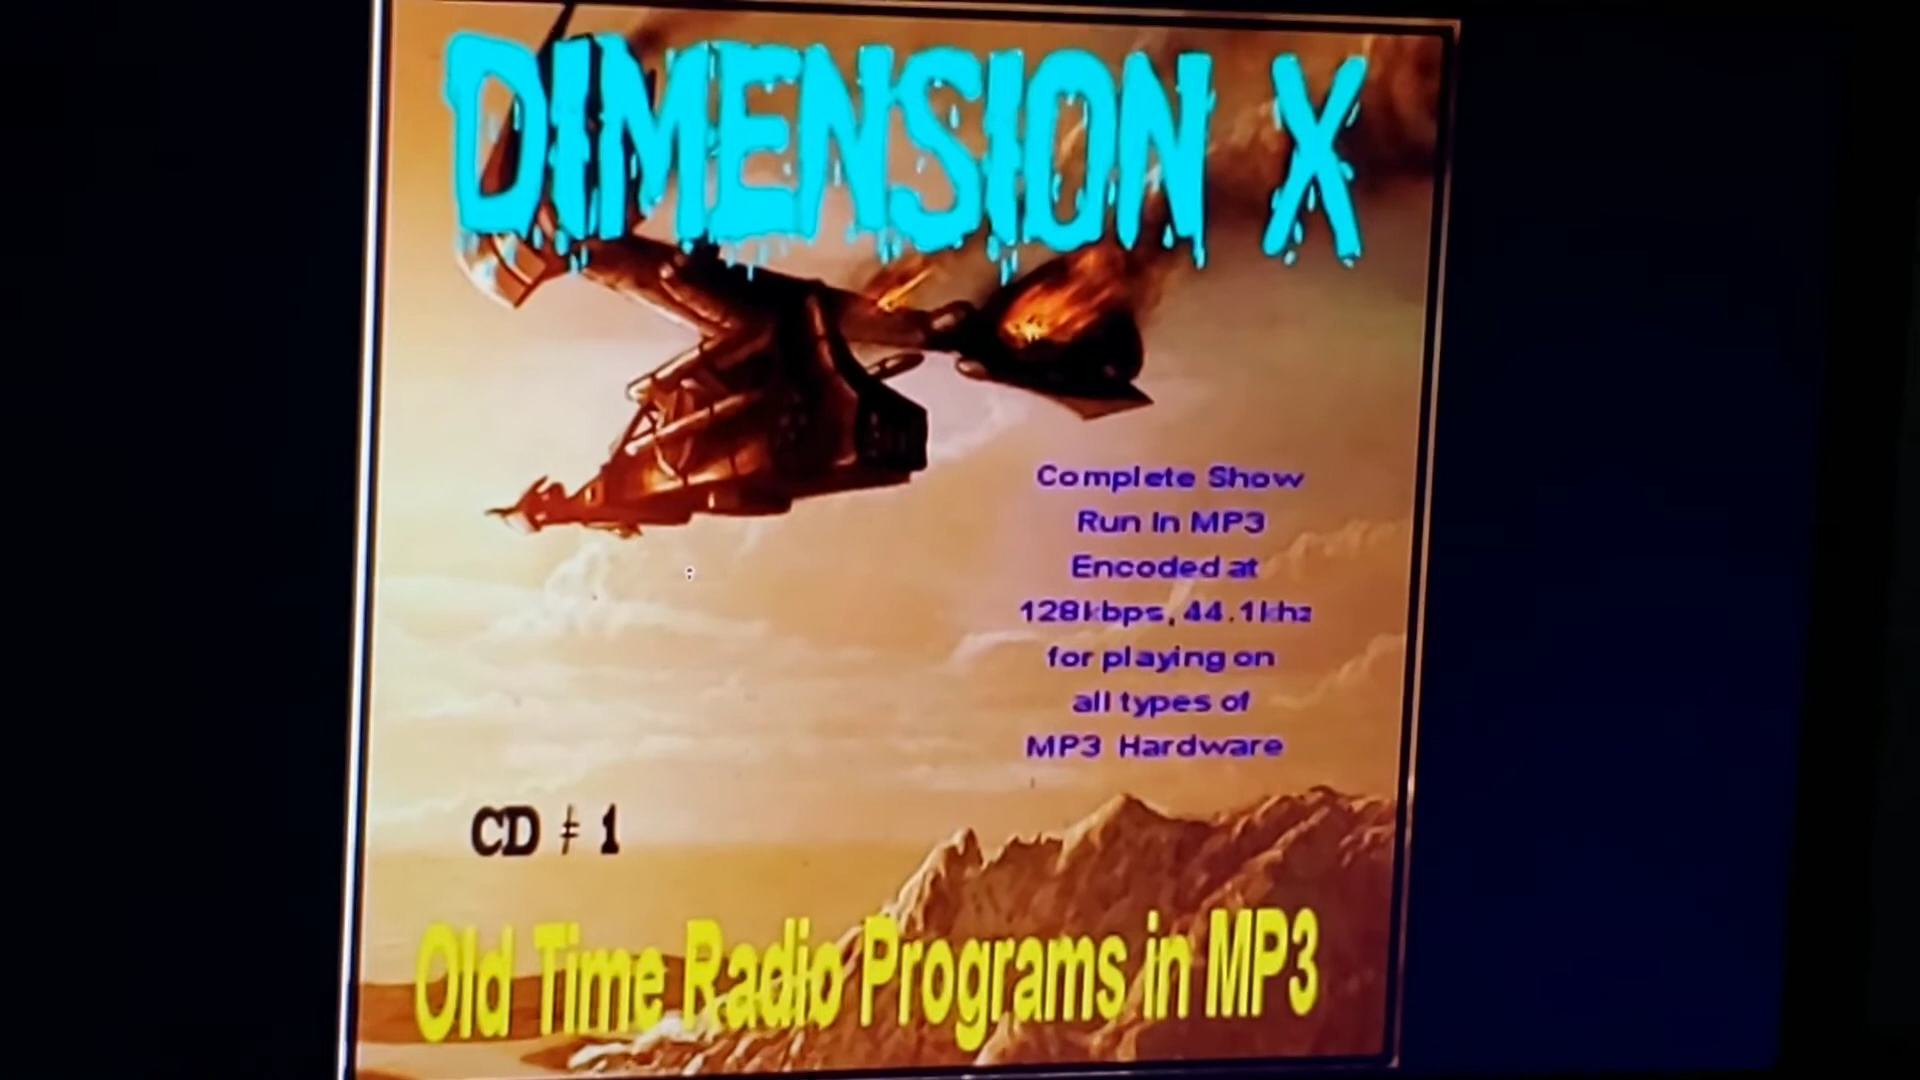 DIMENSION X
Complete Show
Run In MP3
Encoded at
128kbps, 44.1khz
for playing on
all types of
MP3 Hardware
CD # 1
Old Time Radio Programs in MP3